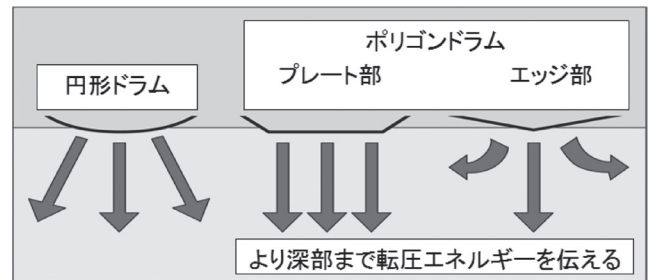 ポリゴンドラム
円形ドラム
プレート部
エッジ部
より深部まで転圧エネルギーを伝える